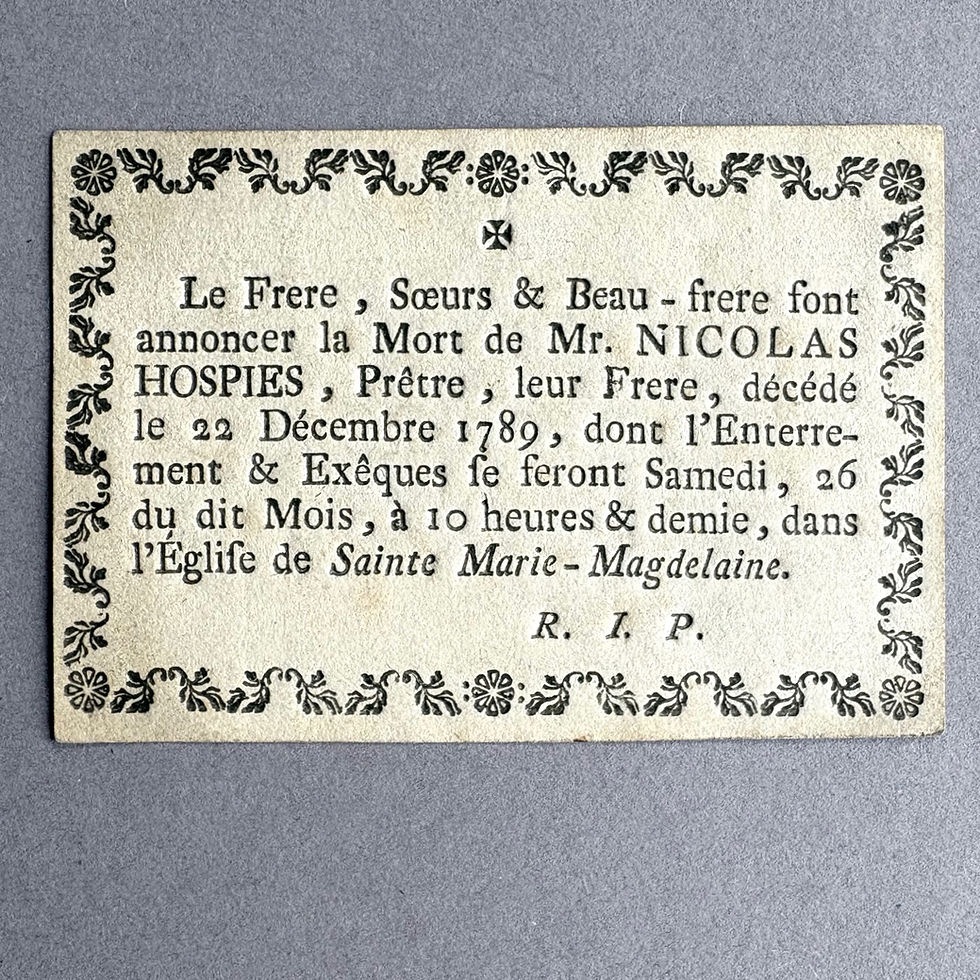 Le Frere , Sœurs & Beau - frere font
annoncer la Mort de Mr. NICOLAS
HOSPIES , Prêtre , leur Frere , décédé
le 22 Décembre 1789 , dont l'Enterre-
ment & Exêques ſe feront Samedi , 26
du dit Mois , à 10 heures & demie , dans
l'Égliſe de Sainte Marie - Magdelaine.
R. I. P.